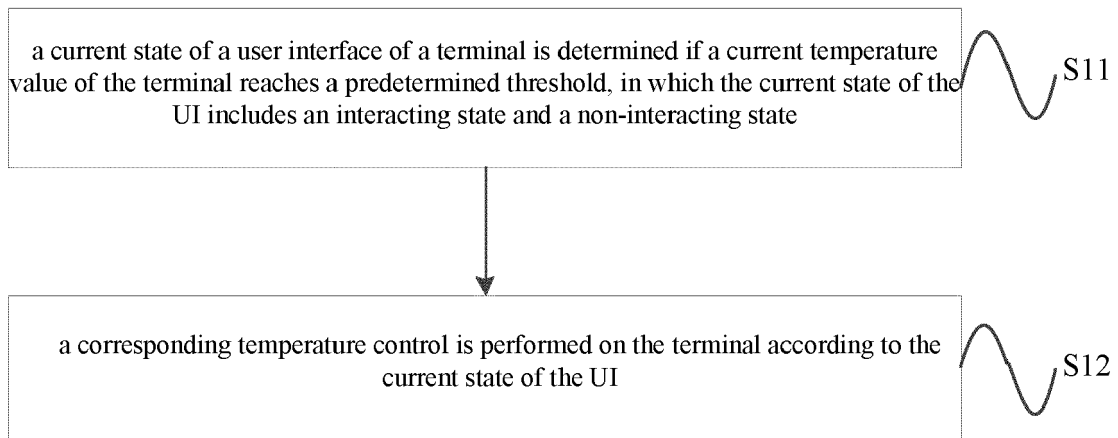 a current state of a user interface of a terminal is determined if a current temperature
value of the terminal reaches a predetermined threshold, in which the current state of the
UI includes an interacting state and a non-interacting state
S11
a corresponding temperature control is performed on the terminal according to the
current state of the UI
S12